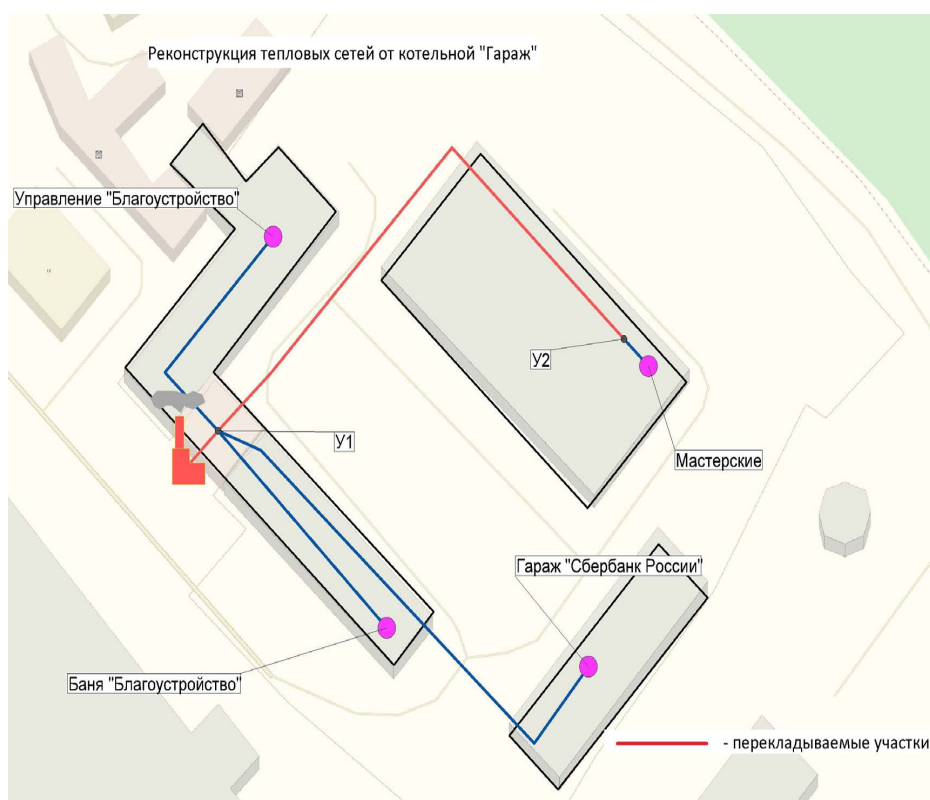 Реконструкция тепловых сетей от котельной "Гараж"
Управление "Благоустройство"
У2
У1
Мастерские
Гараж "Сбербанк России"
Баня "Благоустройство"
- перекладываемые участки